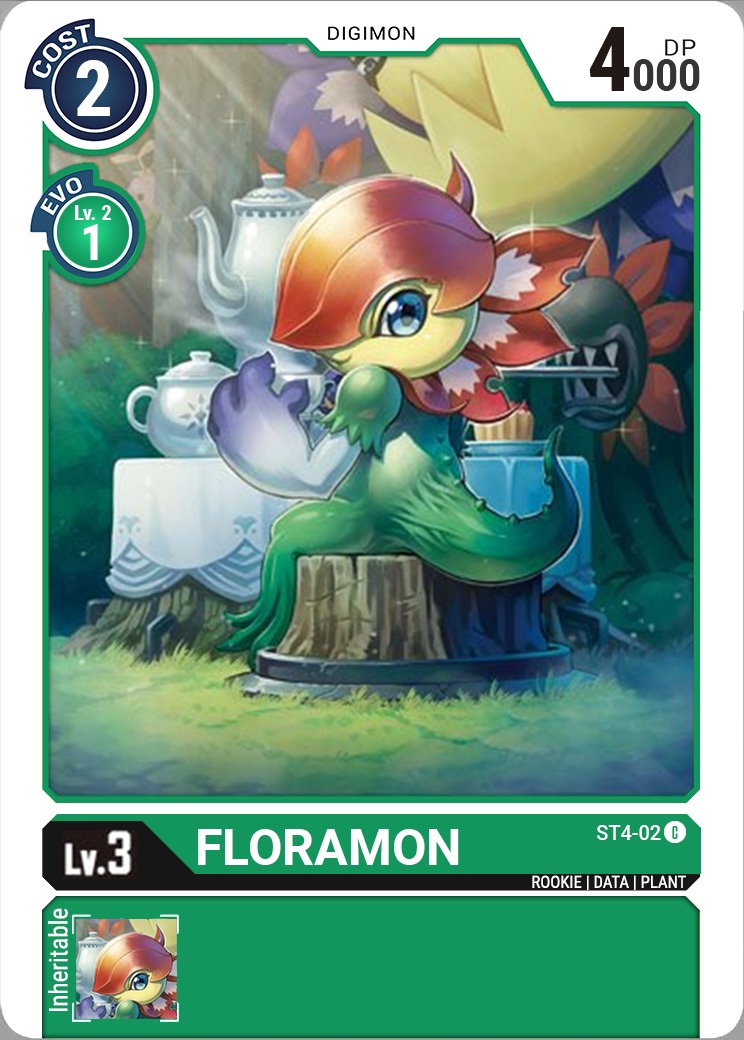 DIGIMON
COST
2
DP
4000
EVO
Lv. 2
1
Lv.3
FLORAMON
ST4-02 C
ROOKIE | DATA | PLANT
Inheritable